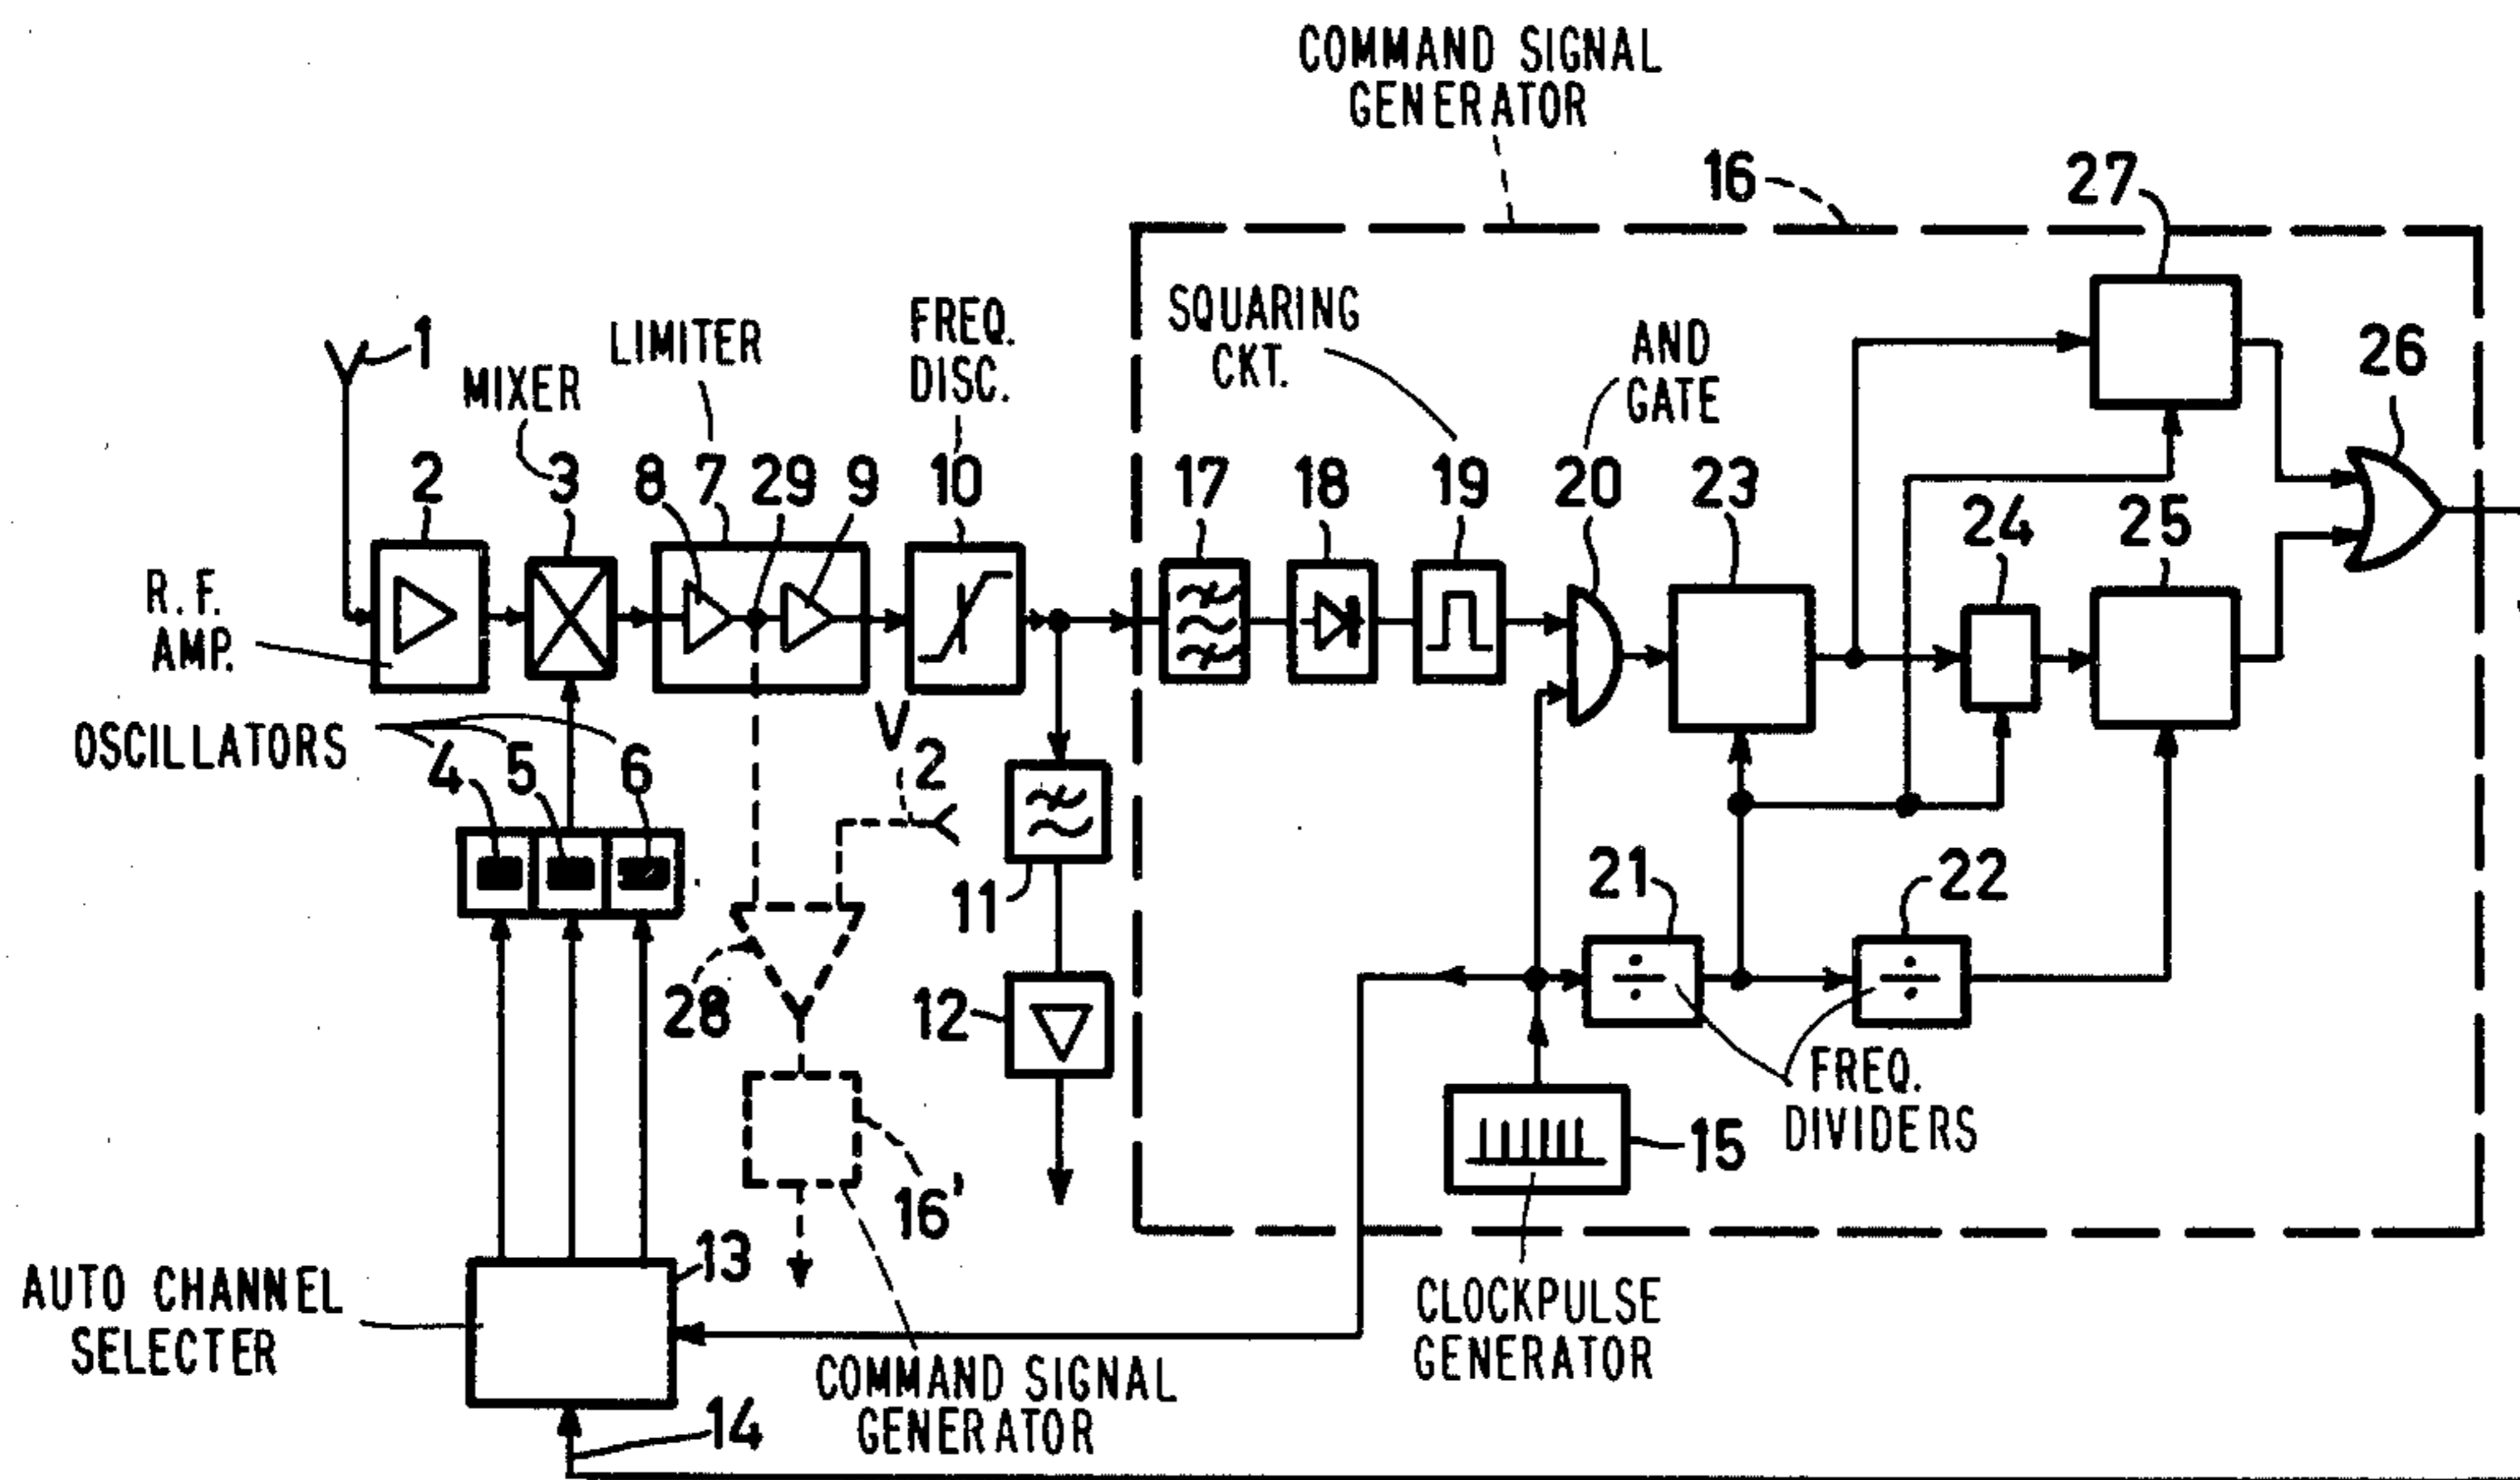 COMMAND SIGNAL
GENERATOR
16
27
SQUARING
CKT.
AND
GATE
26
1
MIXER
LIMITER
FREQ.
DISC.
2
3
8
7
29
9
10
17
18
19
20
23
24
25
R.F.
AMP.
OSCILLATORS
4
5
6
V
2
11
21
22
28
12
FREQ.
DIVIDERS
15
16'
13
AUTO CHANNEL
SELECTER
CLOCKPULSE
GENERATOR
COMMAND SIGNAL
GENERATOR
14